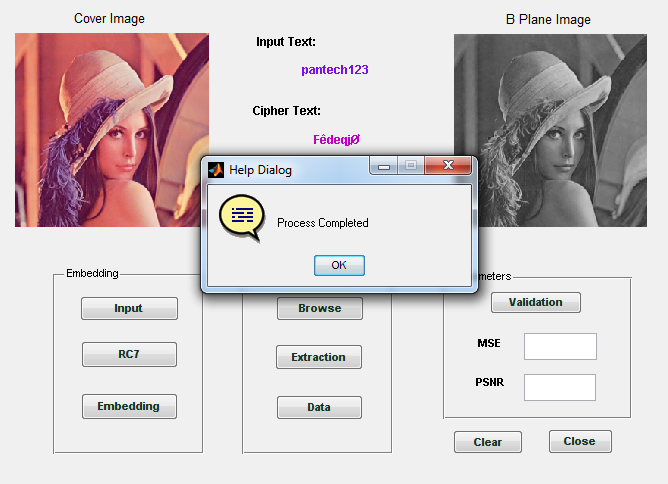 Cover Image
B Plane Image
Input Text:
pantech123
Cipher Text:
FêdeqjØ
Help Dialog
Process Completed
OK
Embedding
Input
RC7
Embedding
Browse
Extraction
Data
meters
Validation
MSE
PSNR
Clear
Close